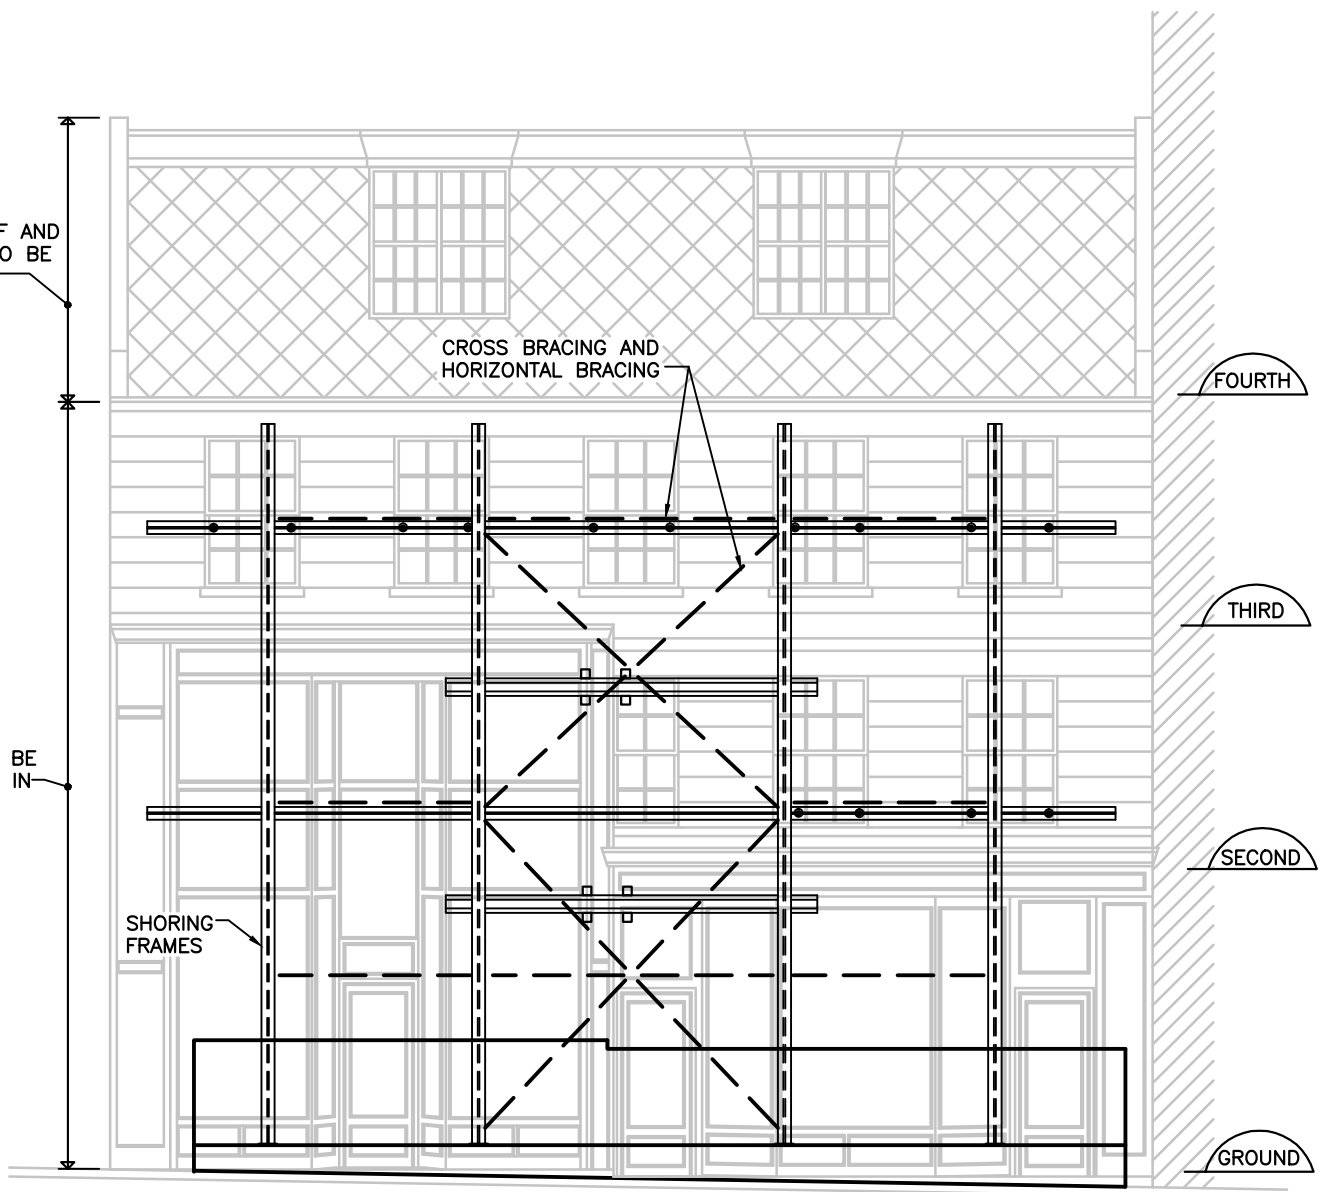 F AND
O BE
CROSS BRACING AND
HORIZONTAL BRACING
FOURTH
THIRD
BE
IN
SECOND
SHORING
FRAMES
GROUND